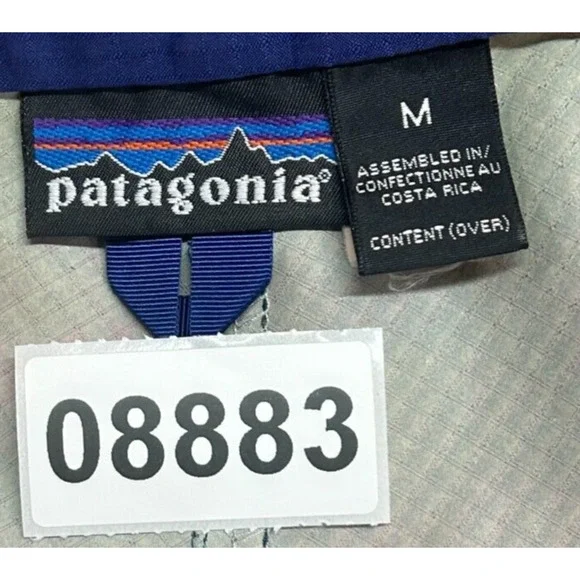 patagonia®
M
ASSEMBLED IN/
CONFECTIONNE AU
COSTA RICA
CONTENT (OVER)
08883